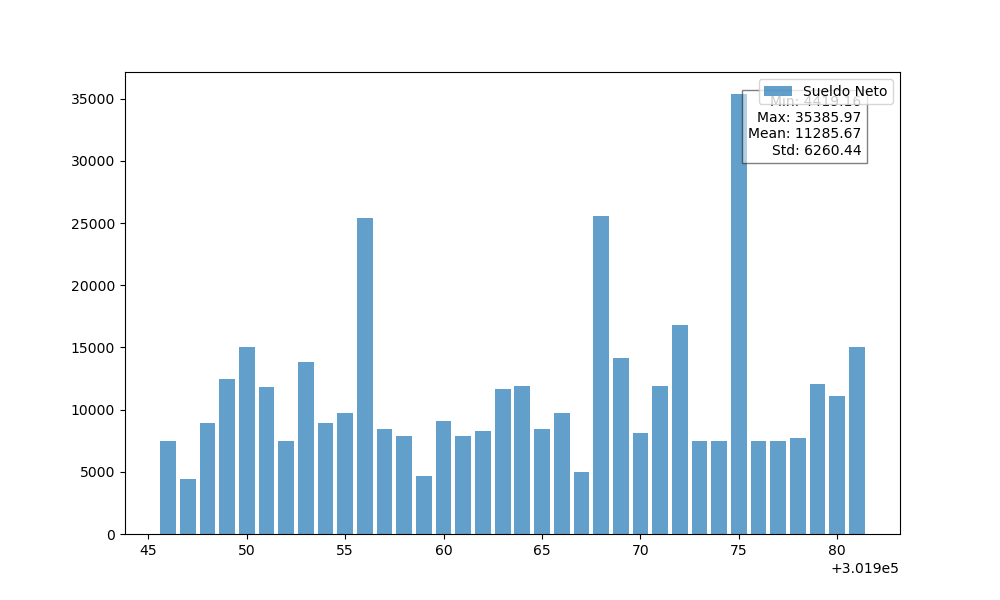 Sueldo Neto
Min: 4419.16
Max: 35385.97
Mean: 11285.67
Std: 6260.44
35000
30000
25000
20000
15000
10000
5000
0
45 50 55 60 65 70 75 80
+3.019e5